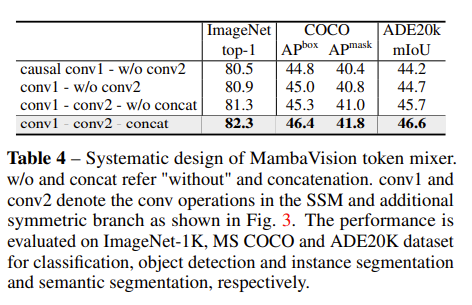 ImageNet COCO ADE20k
top-1 APbox APmask mIoU
causal conv1 - w/o conv2 80.5 44.8 40.4 44.2
conv1 - w/o conv2 80.9 45.0 40.8 44.7
conv1 - conv2 - w/o concat 81.3 45.3 41.0 45.7
conv1 - conv2 - concat 82.3 46.4 41.8 46.6
Table 4 – Systematic design of MambaVision token mixer.
w/o and concat refer "without" and concatenation. conv1 and
conv2 denote the conv operations in the SSM and additional
symmetric branch as shown in Fig. 3. The performance is
evaluated on ImageNet-1K, MS COCO and ADE20K dataset
for classification, object detection and instance segmentation
and semantic segmentation, respectively.